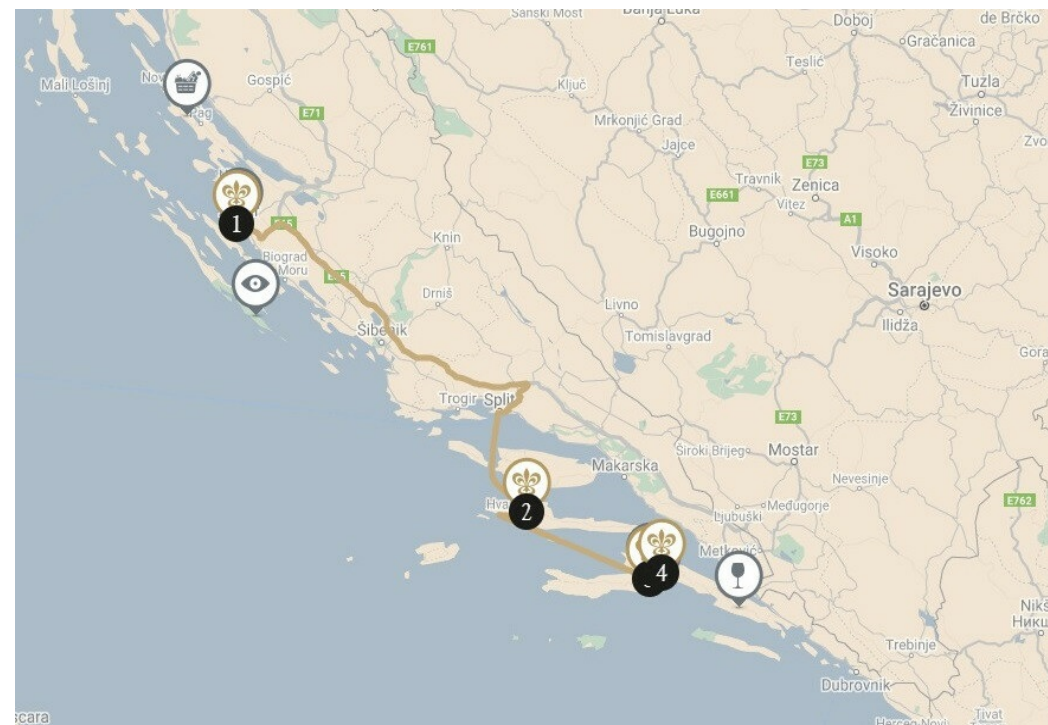 Sanski Most
Banja Luka
de Brčko
Doboj
Gračanica
E761
Teslić
Tuzla
Mali Lošinj
Gospić
Ključ
Živinice
Pag
E71
Mrkonjić Grad
Jajce
E73
Travnik
Zenica
E661
Vitez
1
A1
Bugojno
Knin
Visoko
Biograd
Moru
Drniš
Sarajevo
Livno
Ilidža
Šibenik
Tomislavgrad
Trogir
Split
E73
Široki Brijeg
Mostar
Makarska
Nevesinje
E762
Hva
2
Međugorje
Ljubuški
Metković
4
Nikš
Никш
Trebinje
Dubrovnik
scara
Herceg-Novi
Tivat